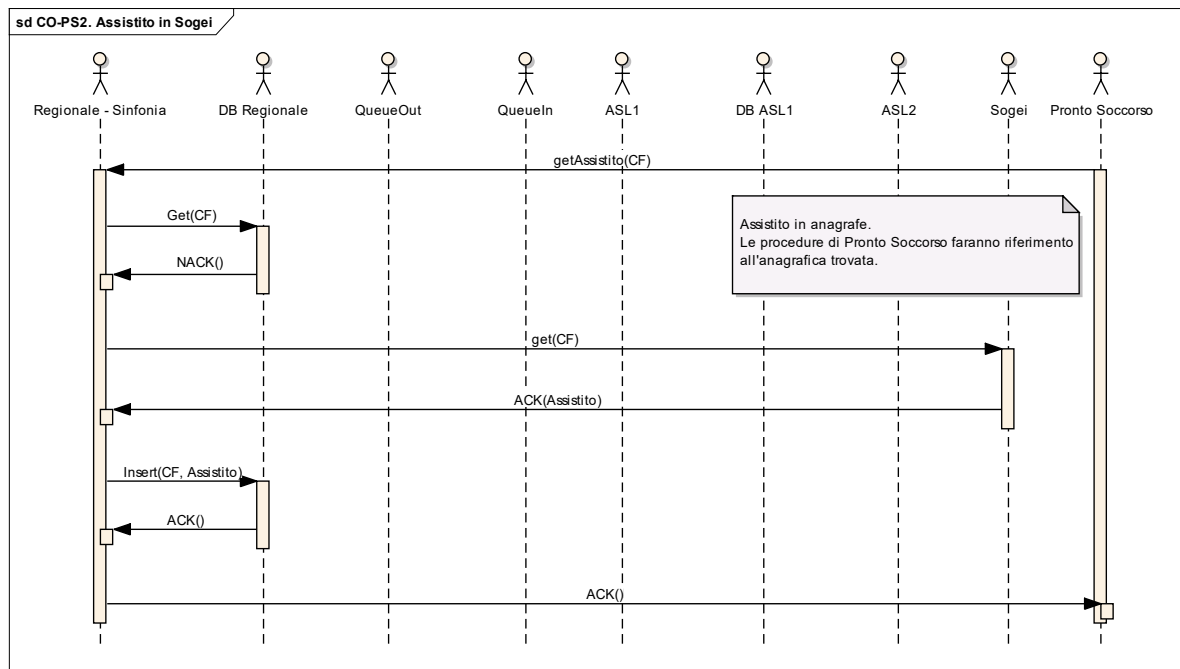 sd CO-PS2. Assistito in Sogei
Regionale - Sinfonia
DB Regionale
QueueOut
QueueIn
ASL1
DB ASL1
ASL2
Sogei
Pronto Soccorso
getAssistito(CF)
Get(CF)
NACK()
Assistito in anagrafe.
Le procedure di Pronto Soccorso faranno riferimento
all'anagrafica trovata.
get(CF)
ACK(Assistito)
Insert(CF, Assistito)
ACK()
ACK()